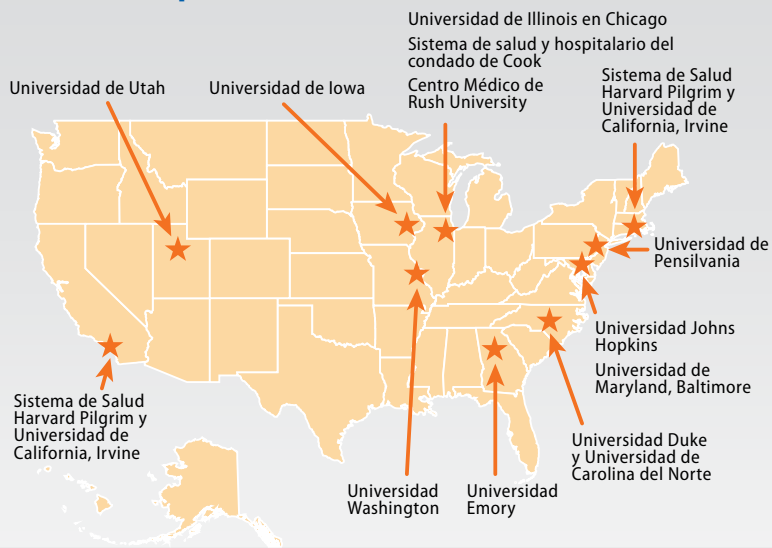 Universidad de Illinois en Chicago
Sistema de salud y hospitalario del
condado de Cook
Centro Médico de
Rush University
Sistema de Salud
Harvard Pilgrim y
Universidad de
California, Irvine
Universidad de Utah
Universidad de Iowa
Universidad de
Pensilvania
Universidad Johns
Hopkins
Universidad de
Maryland, Baltimore
Sistema de Salud
Harvard Pilgrim y
Universidad de
California, Irvine
Universidad Duke
y Universidad de
Carolina del Norte
Universidad
Washington
Universidad
Emory